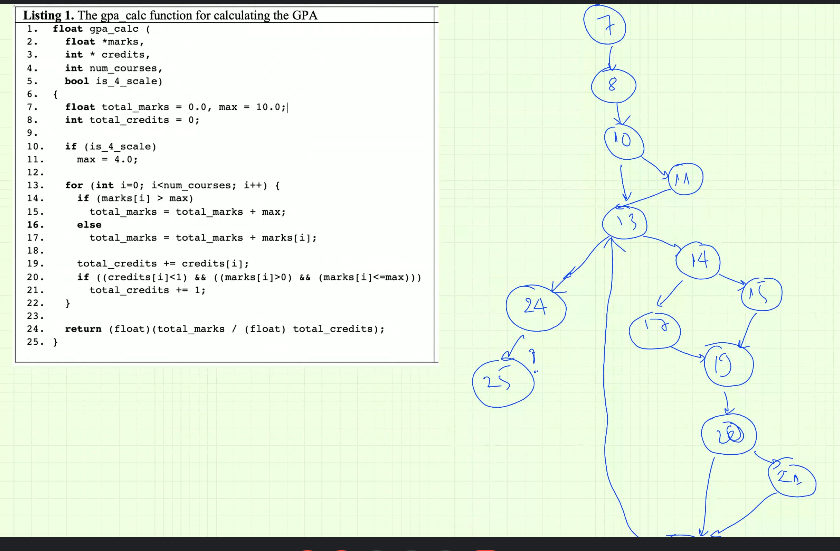 Listing 1. The gpa_calc function for calculating the GPA
1. float gpa_calc (
2. float *marks,
3. int * credits,
4. int num_courses,
5. bool is_4_scale)
6. {
7. float total_marks = 0.0, max = 10.0;
8. int total_credits = 0;
9.
10. if (is_4_scale)
11. max = 4.0;
12.
13. for (int i=0; i<num_courses; i++) {
14. if (marks[i] > max)
15. total_marks = total_marks + max;
16. else
17. total_marks = total_marks + marks[i];
18.
19. total_credits += credits[i];
20. if ((credits[i]<1) && ((marks[i]>0) && (marks[i]<=max)))
21. total_credits += 1;
22. }
23.
24. return (float)(total_marks / (float) total_credits);
25. }
7
8
10
11
13
14
15
24
17
19
25 ?
20
21